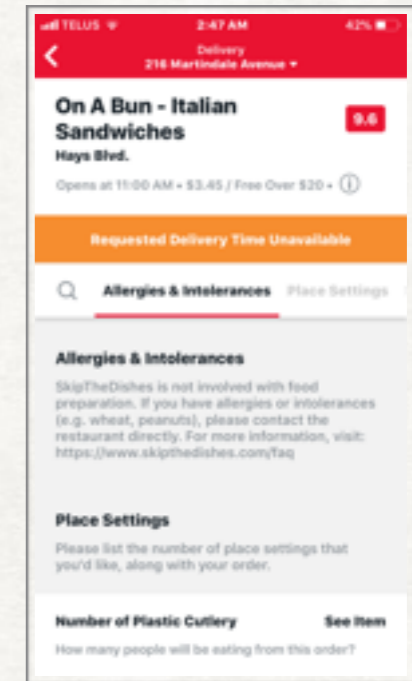 TELUS 2:47 AM 42%
Delivery
216 Martindale Avenue
On A Bun - Italian
Sandwiches
9.6
Hays Blvd.
Opens at 11:00 AM • $3.45 / Free Over $20 •
Requested Delivery Time Unavailable
Allergies & Intolerances Place Settings
Allergies & Intolerances
SkipTheDishes is not involved with food
preparation. If you have allergies or intolerances
(e.g. wheat, peanuts), please contact the
restaurant directly. For more information, visit:
https://www.skipthedishes.com/faq
Place Settings
Please list the number of place settings that
you'd like, along with your order.
Number of Plastic Cutlery See Item
How many people will be eating from this order?